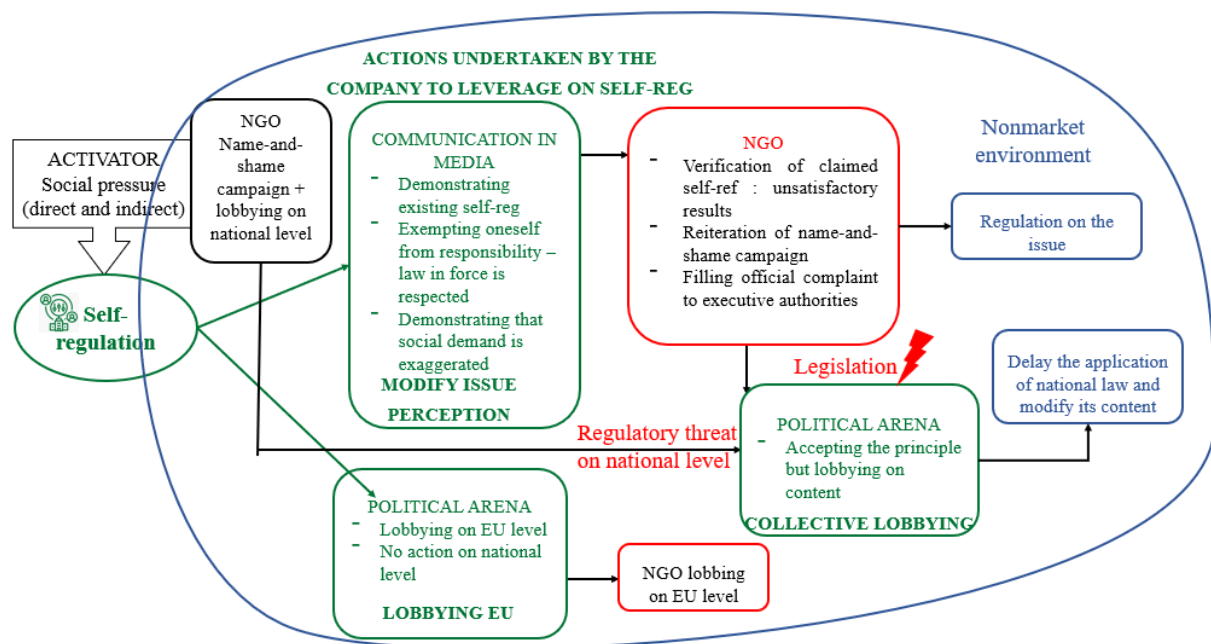 ACTIONS UNDERTAKEN BY THE
COMPANY TO LEVERAGE ON SELF-REG
ACTIVATOR
Social pressure
(direct and indirect)
Self-
regulation
NGO
Name-and-
shame
campaign +
lobbying on
national level
COMMUNICATION IN
MEDIA
- Demonstrating
existing self-reg
- Exempting oneself
from responsibility –
law in force is
respected
- Demonstrating that
social demand is
exaggerated
MODIFY ISSUE
PERCEPTION
NGO
- Verification of claimed
self-ref : unsatisfactory
results
- Reiteration of name-and-
shame campaign
- Filling official complaint
to executive authorities
Nonmarket
environment
Regulation on the
issue
Legislation
Delay the application
of national law and
modify its content
Regulatory threat
on national level
POLITICAL ARENA
- Accepting the principle
but lobbying on
content
COLLECTIVE LOBBYING
POLITICAL ARENA
- Lobbying on EU level
- No action on national
level
LOBBYING EU
NGO lobbing
on EU level